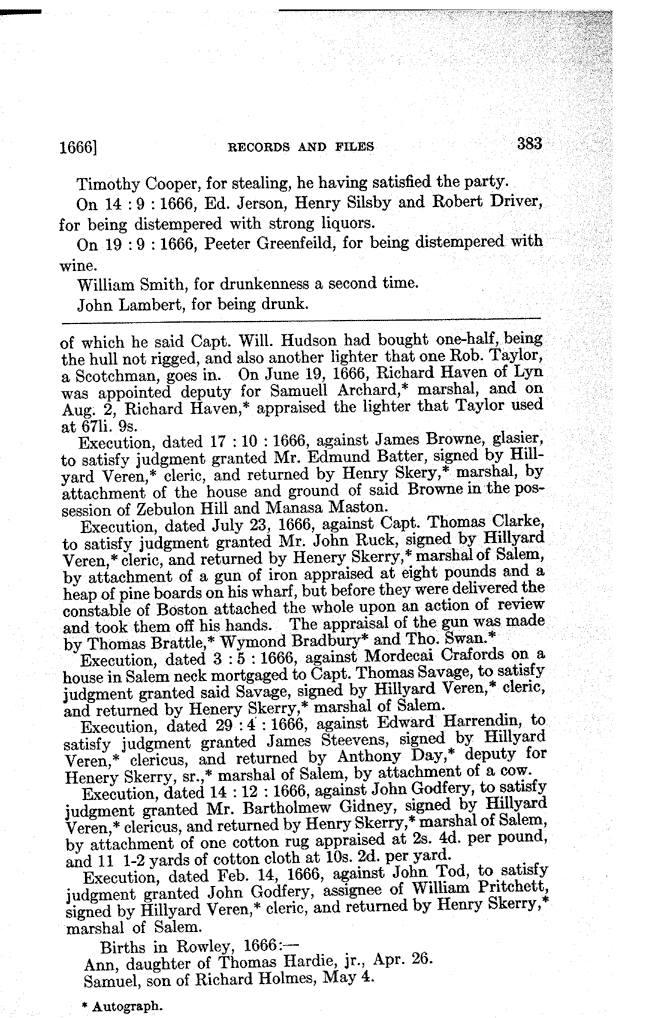 1666] RECORDS AND FILES 383
Timothy Cooper, for stealing, he having satisfied the party.
On 14 : 9 : 1666, Ed. Jerson, Henry Silsby and Robert Driver,
for being distempered with strong liquors.
On 19 : 9 : 1666, Peeter Greenfeild, for being distempered with
wine.
William Smith, for drunkenness a second time.
John Lambert, for being drunk.
of which he said Capt. Will. Hudson had bought one-half, being
the hull not rigged, and also another lighter that one Rob. Taylor,
a Scotchman, goes in. On June 19, 1666, Richard Haven of Lyn
was appointed deputy for Samuell Archard,* marshal, and on
Aug. 2, Richard Haven,* appraised the lighter that Taylor used
at 67li. 9s.
Execution, dated 17 : 10 : 1666, against James Browne, glasier,
to satisfy judgment granted Mr. Edmund Batter, signed by Hill-
yard Veren,* cleric, and returned by Henry Skery,* marshal, by
attachment of the house and ground of said Browne in the pos-
session of Zebulon Hill and Manasa Maston.
Execution, dated July 23, 1666, against Capt. Thomas Clarke,
to satisfy judgment granted Mr. John Ruck, signed by Hillyard
Veren,* cleric, and returned by Henery Skerry,* marshal of Salem,
by attachment of a gun of iron appraised at eight pounds and a
heap of pine boards on his wharf, but before they were delivered the
constable of Boston attached the whole upon an action of review
and took them off his hands. The appraisal of the gun was made
by Thomas Brattle,* Wymond Bradbury* and Tho. Swan.*
Execution, dated 3 : 5 : 1666, against Mordecai Crafords on a
house in Salem neck mortgaged to Capt. Thomas Savage, to satisfy
judgment granted said Savage, signed by Hillyard Veren,* cleric,
and returned by Henery Skerry,* marshal of Salem.
Execution, dated 29 : 4 : 1666, against Edward Harrendin, to
satisfy judgment granted James Steevens, signed by Hillyard
Veren,* clericus, and returned by Anthony Day,* deputy for
Henery Skerry, sr.,* marshal of Salem, by attachment of a cow.
Execution, dated 14 : 12 : 1666, against John Godfery, to satisfy
judgment granted Mr. Bartholmew Gidney, signed by Hillyard
Veren,* clericus, and returned by Henry Skerry,* marshal of Salem,
by attachment of one cotton rug appraised at 2s. 4d. per pound,
and 11 1-2 yards of cotton cloth at 10s. 2d. per yard.
Execution, dated Feb. 14, 1666, against John Tod, to satisfy
judgment granted John Godfery, assignee of William Pritchett,
signed by Hillyard Veren,* cleric, and returned by Henry Skerry,*
marshal of Salem.
Births in Rowley, 1666:—
Ann, daughter of Thomas Hardie, jr., Apr. 26.
Samuel, son of Richard Holmes, May 4.
* Autograph.